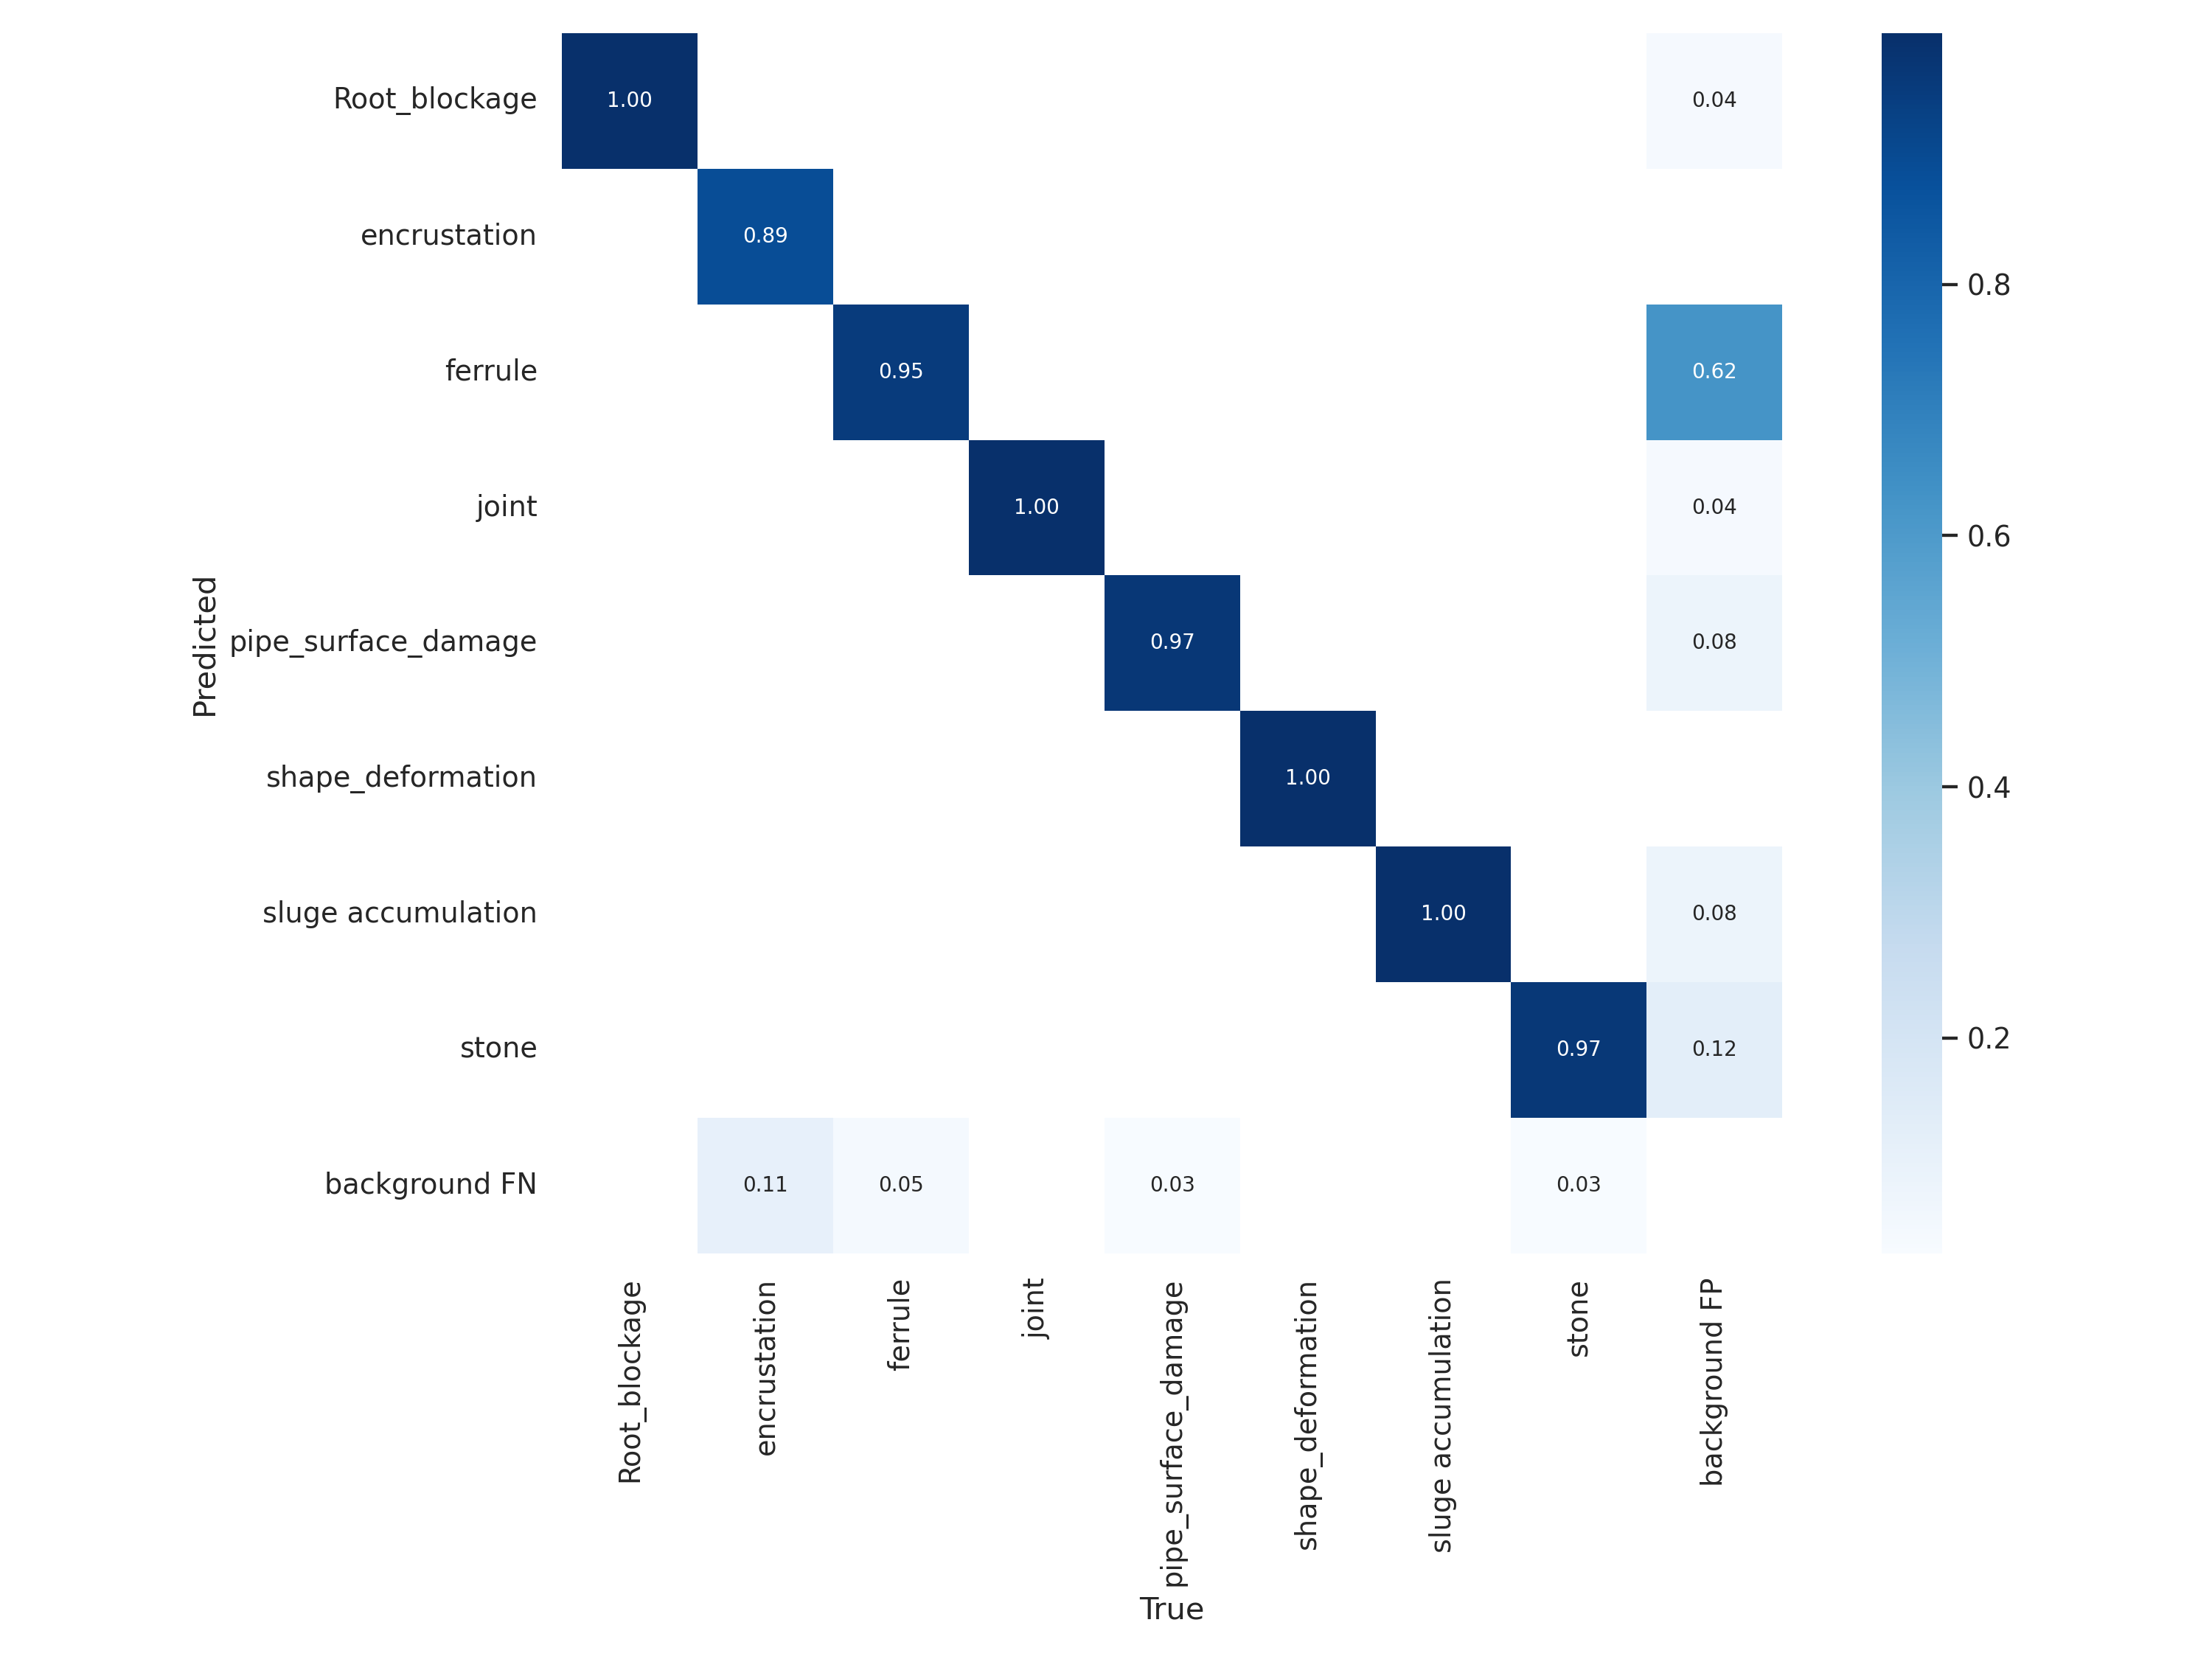 Root_blockage 1.00 0.04
encrustation 0.89
0.8
ferrule 0.95 0.62
joint 1.00 0.04
0.6
Predicted
pipe_surface_damage 0.97 0.08
shape_deformation 1.00
0.4
sluge accumulation 1.00 0.08
stone 0.97 0.12
0.2
background FN 0.11 0.05 0.03 0.03
Root_blockage
encrustation
ferrule
joint
pipe_surface_damage
shape_deformation
sluge accumulation
stone
background FP
True